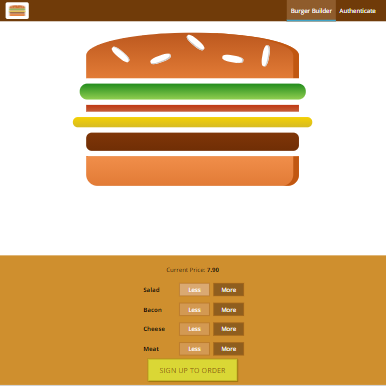 Burger Builder Authenticate
Current Price: 7.90
Salad Less More
Bacon Less More
Cheese Less More
Meat Less More
SIGN UP TO ORDER